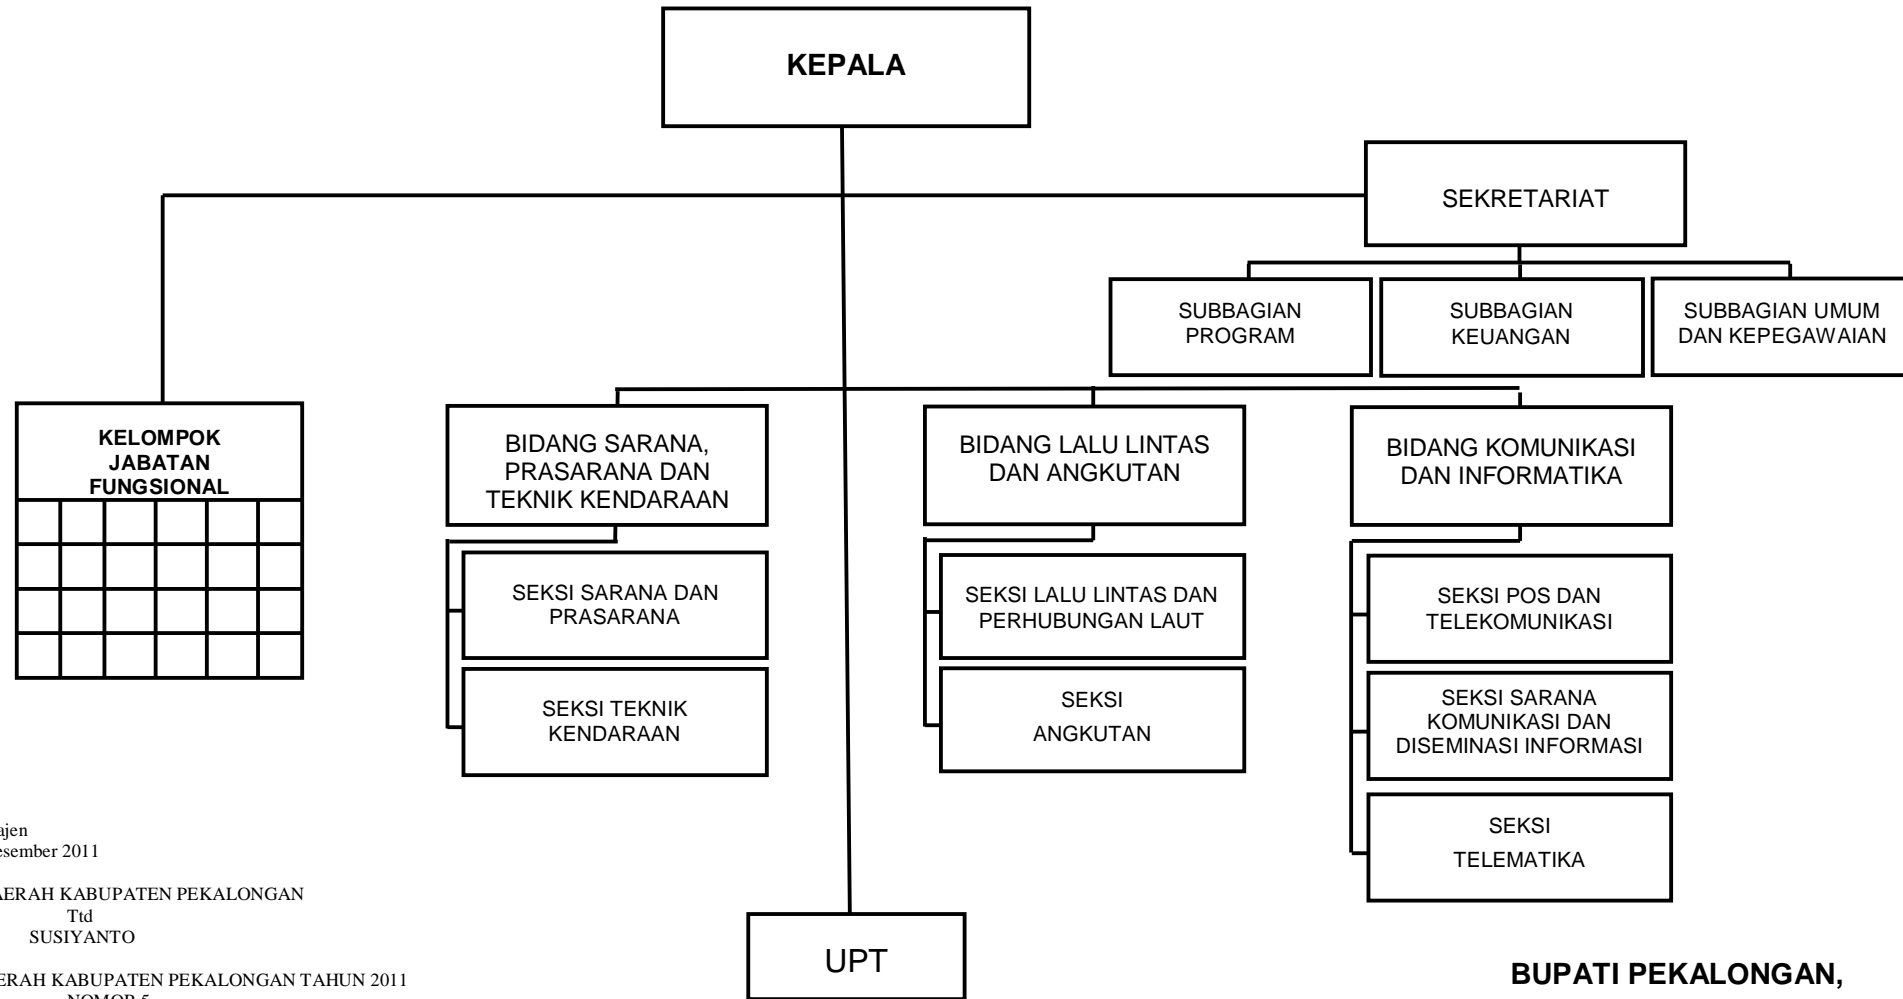 KEPALA
SEKRETARIAT
SUBBAGIAN
PROGRAM
SUBBAGIAN
KEUANGAN
SUBBAGIAN UMUM
DAN KEPEGAWAIAN
KELOMPOK
JABATAN
FUNGSIONAL
BIDANG SARANA,
PRASARANA DAN
TEKNIK KENDARAAN
BIDANG LALU LINTAS
DAN ANGKUTAN
BIDANG KOMUNIKASI
DAN INFORMATIKA
SEKSI SARANA DAN
PRASARANA
SEKSI TEKNIK
KENDARAAN
SEKSI LALU LINTAS DAN
PERHUBUNGAN LAUT
SEKSI
ANGKUTAN
SEKSI POS DAN
TELEKOMUNIKASI
SEKSI SARANA
KOMUNIKASI DAN
DISEMINASI INFORMASI
SEKSI
TELEMATIKA
2011
KABUPATEN PEKALONGAN
Ttd
SUSIYANTO
KABUPATEN PEKALONGAN TAHUN 2011
NOMOR 5
UPT
BUPATI PEKALONGAN,